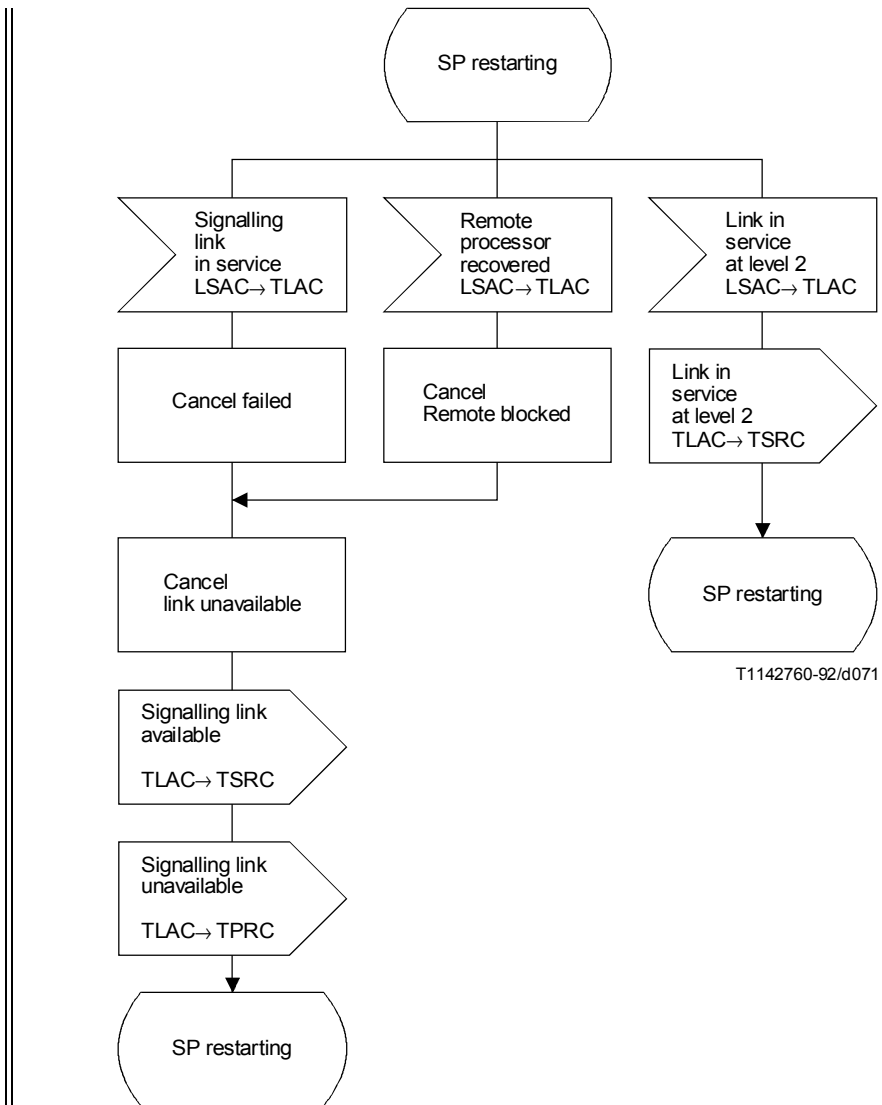 SP restarting
Signalling
link
in service
LSAC→ TLAC
Remote
processor
recovered
LSAC→ TLAC
Link in
service
at level 2
LSAC→ TLAC
Cancel failed
Cancel
Remote blocked
Link in
service
at level 2
TLAC→ TSRC
Cancel
link unavailable
SP restarting
T1142760-92/d071
Signalling link
available
TLAC→ TSRC
Signalling link
unavailable
TLAC→ TPRC
SP restarting